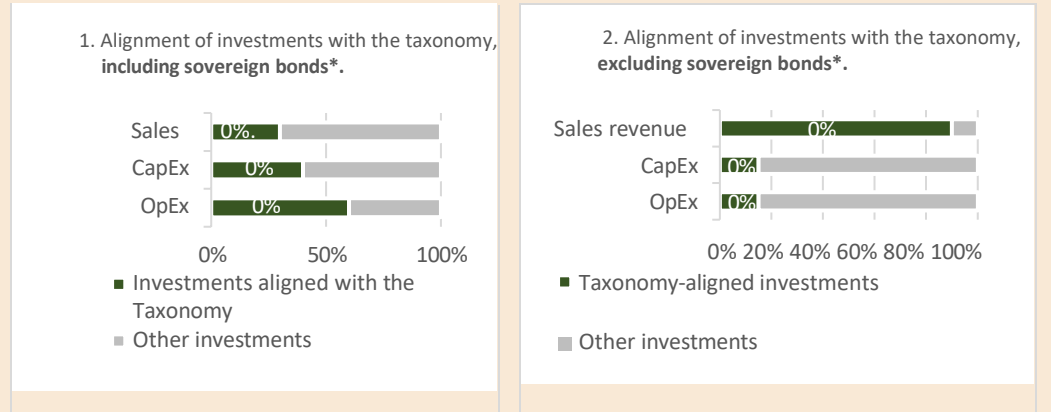 1. Alignment of investments with the taxonomy,
including sovereign bonds*.
Sales
0%.
CapEx
0%
OpEx
0%
0% 50% 100%
Investments aligned with the
Taxonomy
Other investments
2. Alignment of investments with the taxonomy,
excluding sovereign bonds*.
Sales revenue
0%
CapEx
0%
OpEx
0%
0% 20% 40% 60% 80% 100%
Taxonomy-aligned investments
Other investments